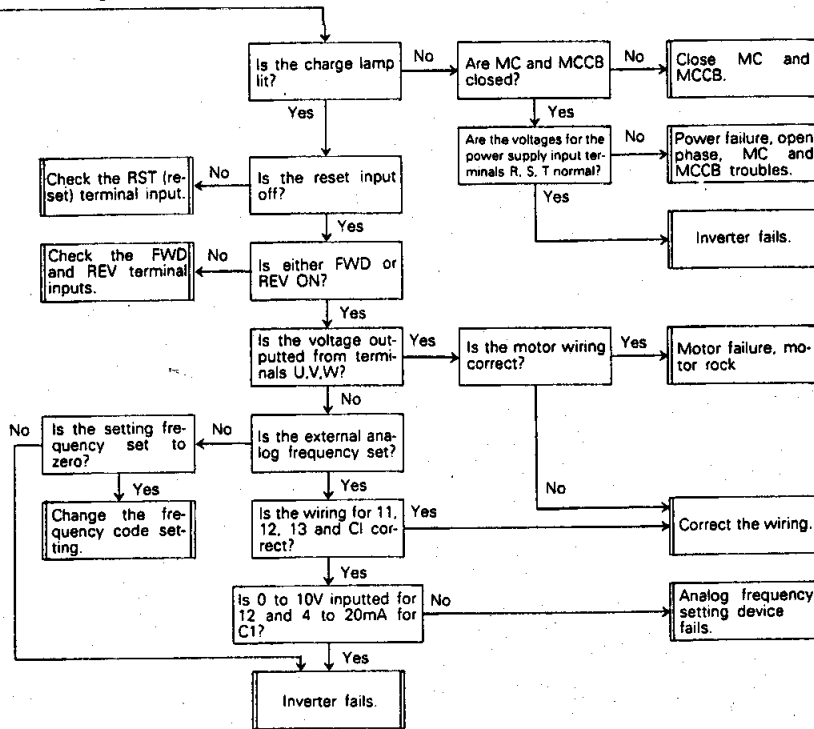 Is the charge lamp
lit?
No
Are MC and MCCB
closed?
No
Close MC and
MCCB.
Yes
Yes
Are the voltages for the
power supply input ter-
minals R, S, T normal?
No
Power failure, open
phase, MC and
MCCB troubles.
Check the RST (re-
set) terminal input.
No
Is the reset input
off?
Yes
Inverter fails.
Yes
Check the FWD
and REV terminal
inputs.
No
Is either FWD or
REV ON?
Yes
Is the voltage out-
putted from termi-
nals U,V,W?
Yes
Is the motor wiring
correct?
Yes
Motor failure, mo-
tor rock
No
No
Is the setting fre-
quency set to
zero?
No
Is the external ana-
log frequency set?
Yes
Yes
Change the fre-
quency code set-
ting.
Is the wiring for 11,
12, 13 and CI cor-
rect?
Yes
No
Correct the wiring.
Yes
Is 0 to 10V inputted for
12 and 4 to 20mA for
C1?
No
Analog frequency
setting device
fails.
Yes
Inverter fails.